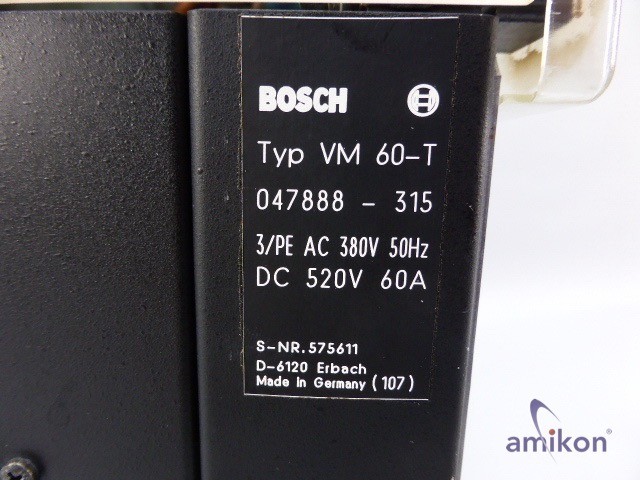 BOSCH
Typ VM 60-T
047888 - 315
3/PE AC 380V 50Hz
DC 520V 60A
S-NR. 575611
D-6120 Erbach
Made in Germany (107)
amikon®